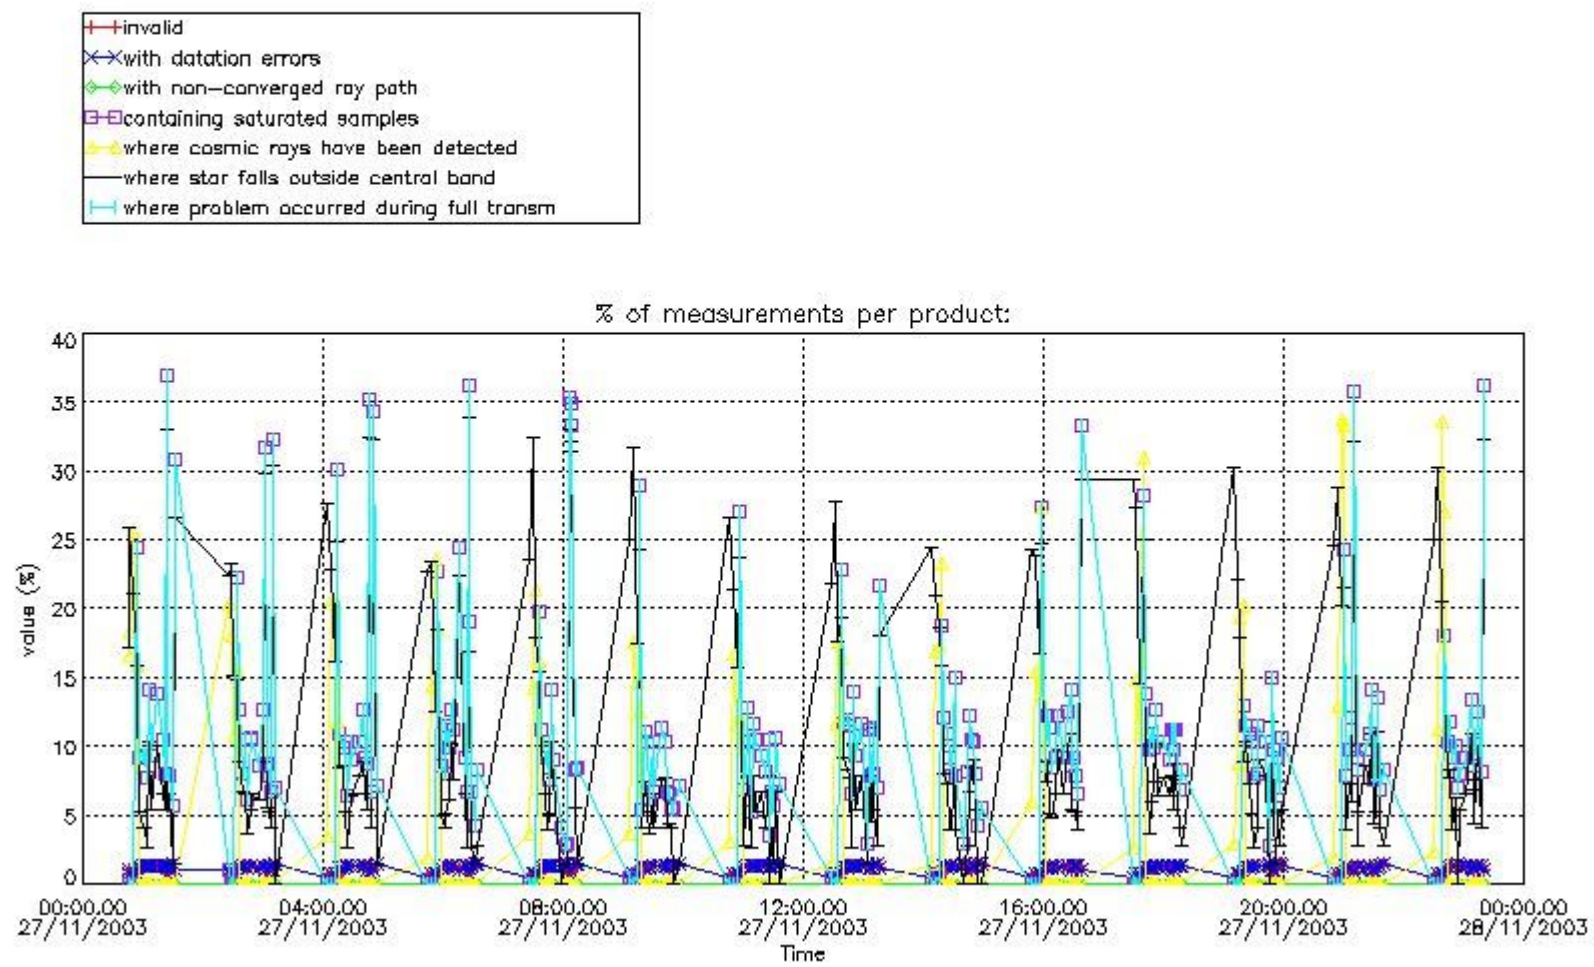 invalid
with datation errors
with non-converged ray path
containing saturated samples
where cosmic rays have been detected
where star falls outside central band
where problem occurred during full transm
% of measurements per product:
40
35
30
25
20
15
10
5
0
value (%)
00:00:00 04:00:00 08:00:00 12:00:00 16:00:00 20:00:00 00:00:00
27/11/2003 27/11/2003 27/11/2003 27/11/2003 27/11/2003 27/11/2003 28/11/2003
Time